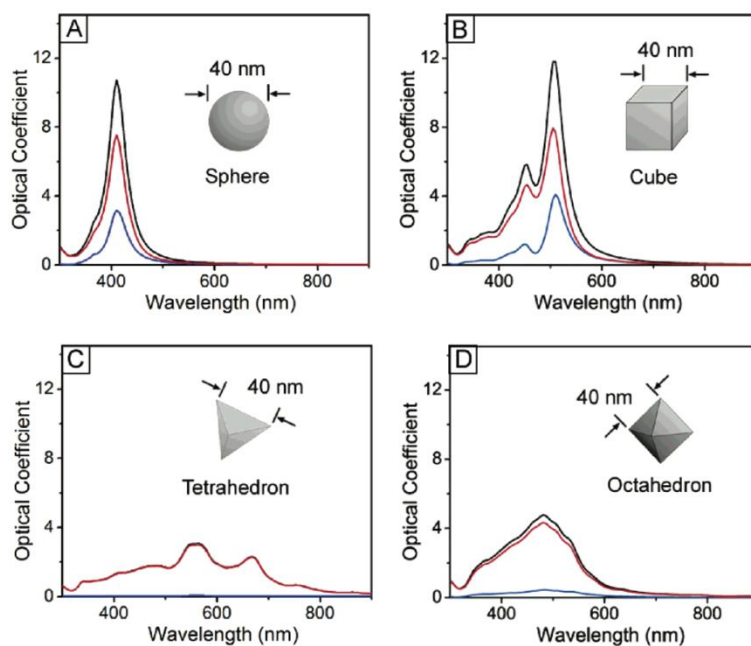 A
Optical Coefficient
12
8
4
0
40 nm
Sphere
400 600 800
Wavelength (nm)
B
Optical Coefficient
12
8
4
0
40 nm
Cube
400 600 800
Wavelength (nm)
C
Optical Coefficient
12
8
4
0
40 nm
Tetrahedron
400 600 800
Wavelength (nm)
D
Optical Coefficient
12
8
4
0
40 nm
Octahedron
400 600 800
Wavelength (nm)